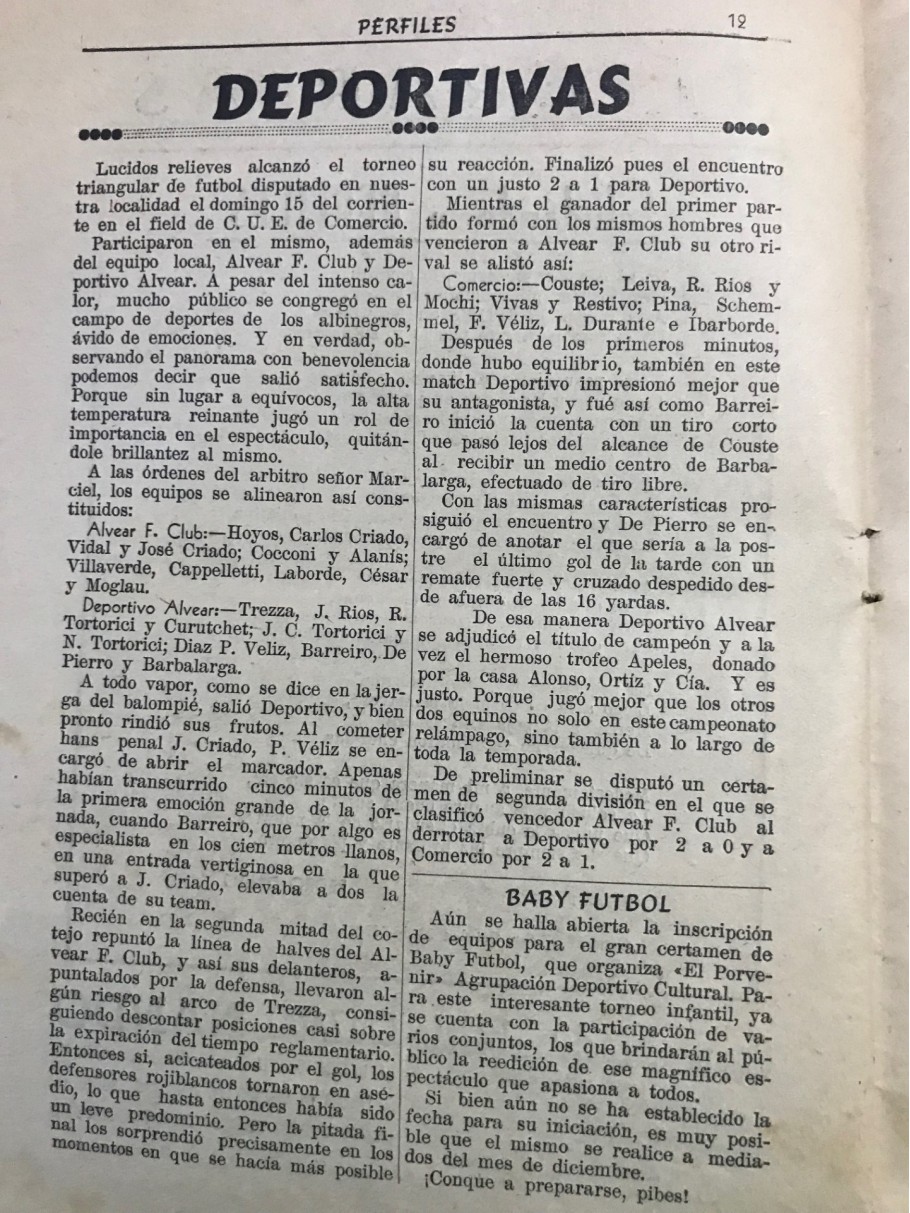 PERFILES
12
DEPORTIVAS
Lucidos relieves alcanzó el torneo
triangular de futbol disputado en nues-
tra localidad el domingo 15 del corrien-
te en el field de C. U. E. de Comercio.
Participaron en el mismo, además
del equipo local, Alvear F. Club y De-
portivo Alvear. A pesar del intenso ca-
lor, mucho público se congregó en el
campo de deportes de los albinegros,
ávido de emociones. Y en verdad, ob-
servando el panorama con benevolencia
podemos decir que salió satisfecho.
Porque sin lugar a equívocos, la alta
temperatura reinante jugó un rol de
importancia en el espectáculo, quitán-
dole brillantez al mismo.
A las órdenes del arbitro señor Mar-
ciel, los equipos se alinearon así cons-
tituidos:
Alvear F. Club:—Hoyos, Carlos Criado,
Vidal y José Criado; Cocconi y Alanís;
Villaverde, Cappelletti, Laborde, César
y Moglau.
Deportivo Alvear:—Trezza, J. Rios, R.
Tortorici y Curutchet; J. C. Tortorici y
N. Tortorici; Diaz P. Veliz, Barreiro, De
Pierro y Barbalarga.
A todo vapor, como se dice en la jer-
ga del balompié, salió Deportivo, y bien
pronto rindió sus frutos. Al cometer
hans penal J. Criado, P. Véliz se en-
cargó de abrir el marcador. Apenas
habían transcurrido cinco minutos de
la primera emoción grande de la jor-
nada, cuando Barreiro, que por algo es
especialista en los cien metros llanos,
en una entrada vertiginosa en la que
superó a J. Criado, elevaba a dos la
cuenta de su team.
Recién en la segunda mitad del co-
tejo repuntó la línea de halves del Al-
vear F. Club, y así sus delanteros, a-
puntalados por la defensa, llevaron al-
gún riesgo al arco de Trezza, consi-
guiendo descontar posiciones casi sobre
la expiración del tiempo reglamentario.
Entonces si, acicateados por el gol, los
defensores rojiblancos tornaron en asé-
dio, lo que hasta entonces había sido
un leve predominio. Pero la pitada fi-
nal los sorprendió precisamente en los
momentos en que se hacía más posible
su reacción. Finalizó pues el encuentro
con un justo 2 a 1 para Deportivo.
Mientras el ganador del primer par-
tido formó con los mismos hombres que
vencieron a Alvear F. Club su otro ri-
val se alistó así:
Comercio:—Couste; Leiva, R. Rios y
Mochi; Vivas y Restivo; Pina, Schem-
mel, F. Véliz, L. Durante e Ibarborde.
Después de los primeros minutos,
donde hubo equilibrio, también en este
match Deportivo impresionó mejor que
su antagonista, y fué así como Barrei-
ro inició la cuenta con un tiro corto
que pasó lejos del alcance de Couste
al recibir un medio centro de Barba-
larga, efectuado de tiro libre.
Con las mismas características pro-
siguió el encuentro y De Pierro se en-
cargó de anotar el que sería a la pos-
tre el último gol de la tarde con un
remate fuerte y cruzado despedido des-
de afuera de las 16 yardas.
De esa manera Deportivo Alvear
se adjudicó el título de campeón y a la
vez el hermoso trofeo Apeles, donado
por la casa Alonso, Ortíz y Cía. Y es
justo. Porque jugó mejor que los otros
dos equinos no solo en este campeonato
relámpago, sino también a lo largo de
toda la temporada.
De preliminar se disputó un certa-
men de segunda división en el que se
clasificó vencedor Alvear F. Club al
derrotar a Deportivo por 2 a 0 y a
Comercio por 2 a 1.
BABY FUTBOL
Aún se halla abierta la inscripción
de equipos para el gran certamen de
Baby Futbol, que organiza «El Porve-
nir» Agrupación Deportivo Cultural. Pa-
ra este interesante torneo infantil, ya
se cuenta con la participación de va-
rios conjuntos, los que brindarán al pú-
blico la reedición de ese magnífico es-
pectáculo que apasiona a todos.
Si bien aún no se ha establecido la
fecha para su iniciación, es muy posi-
ble que el mismo se realice a media-
dos del mes de diciembre.
¡Conque a prepararse, pibes!